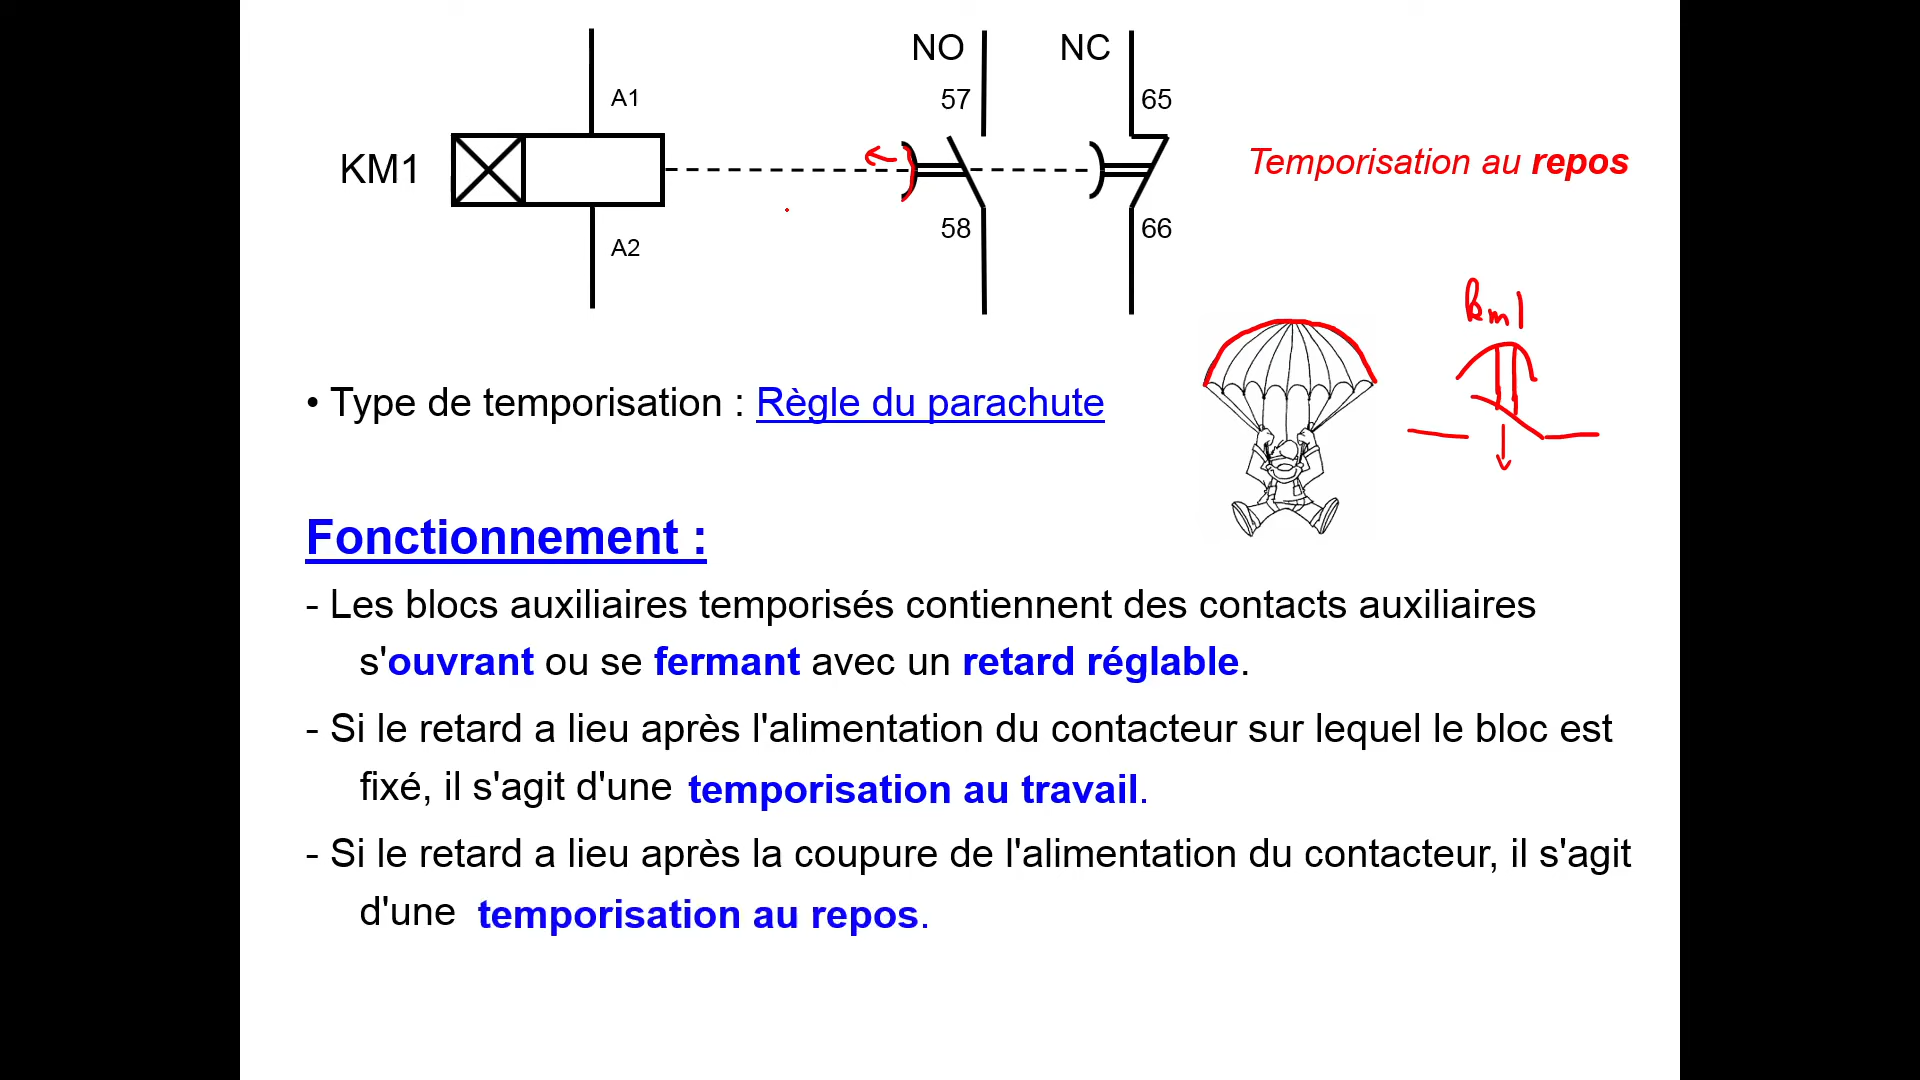 NO NC
57 65
A1
KM1
Temporisation au repos
58 66
A2
km1
• Type de temporisation : Règle du parachute
Fonctionnement :
- Les blocs auxiliaires temporisés contiennent des contacts auxiliaires
s'ouvrant ou se fermant avec un retard réglable.
- Si le retard a lieu après l'alimentation du contacteur sur lequel le bloc est
fixé, il s'agit d'une temporisation au travail.
- Si le retard a lieu après la coupure de l'alimentation du contacteur, il s'agit
d'une temporisation au repos.